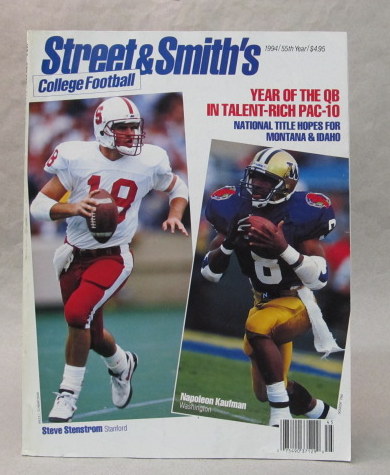 Street&Smith's
College Football
1994/55th Year/$4.95
YEAR OF THE QB
IN TALENT-RICH PAC-10
NATIONAL TITLE HOPES FOR
MONTANA & IDAHO
S
18
W
8
Napoleon Kaufman
Washington
Steve Stenstrom Stanford